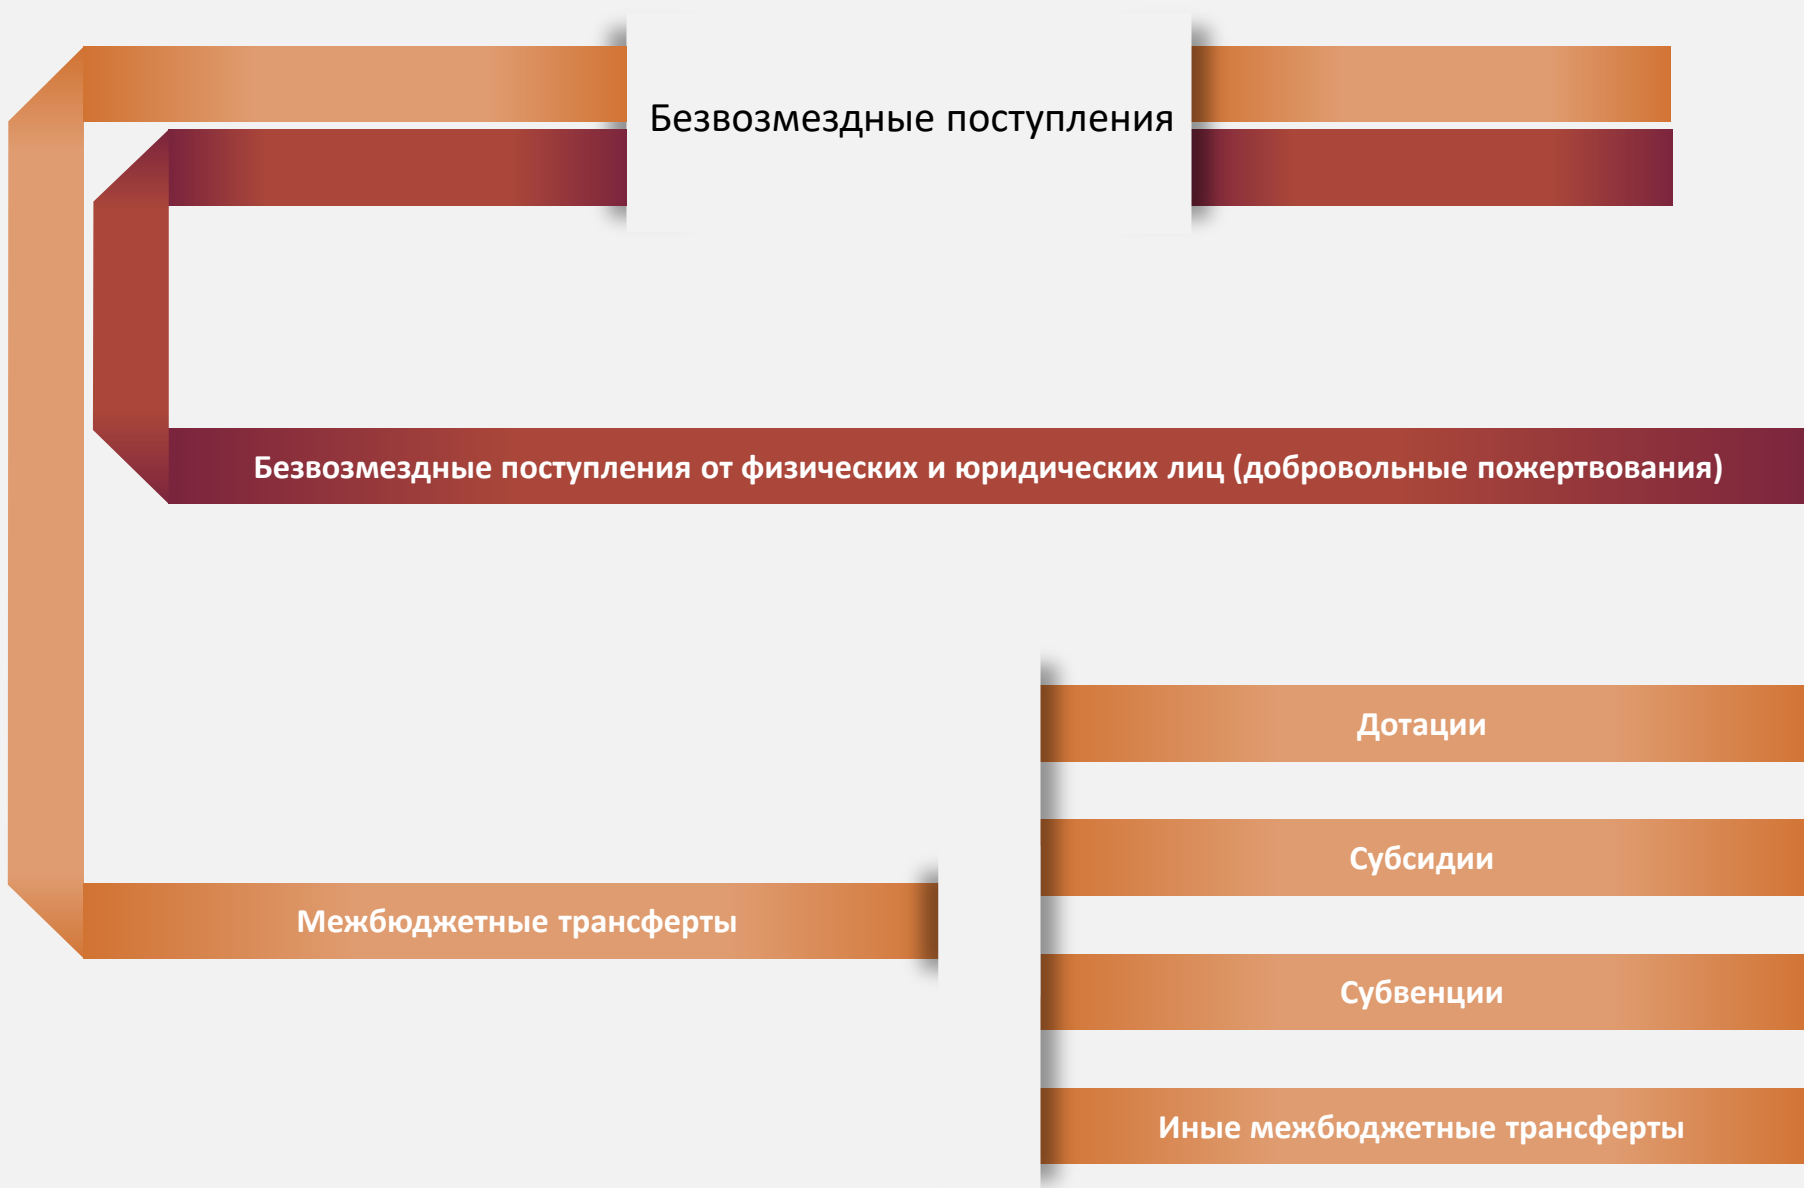 Безвозмездные поступления
Безвозмездные поступления от физических и юридических лиц (добровольные пожертвования)
Дотации
Субсидии
Межбюджетные трансферты
Субвенции
Иные межбюджетные трансферты